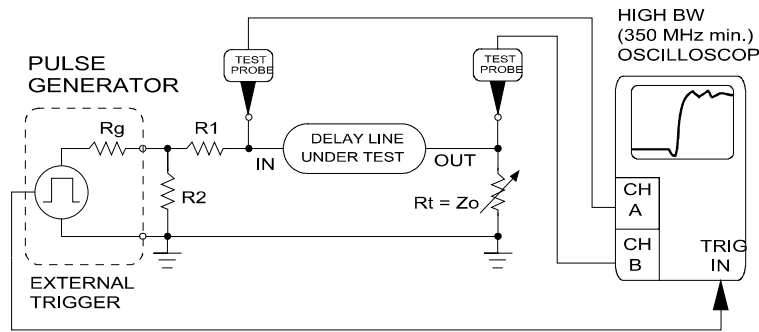 HIGH BW
(350 MHz min.)
OSCILLOSCOP
TEST
PROBE
TEST
PROBE
PULSE
GENERATOR
Rg
R1
IN
DELAY LINE
UNDER TEST
OUT
R2
Rt = Zo
CH
A
CH
B
TRIG
IN
EXTERNAL
TRIGGER